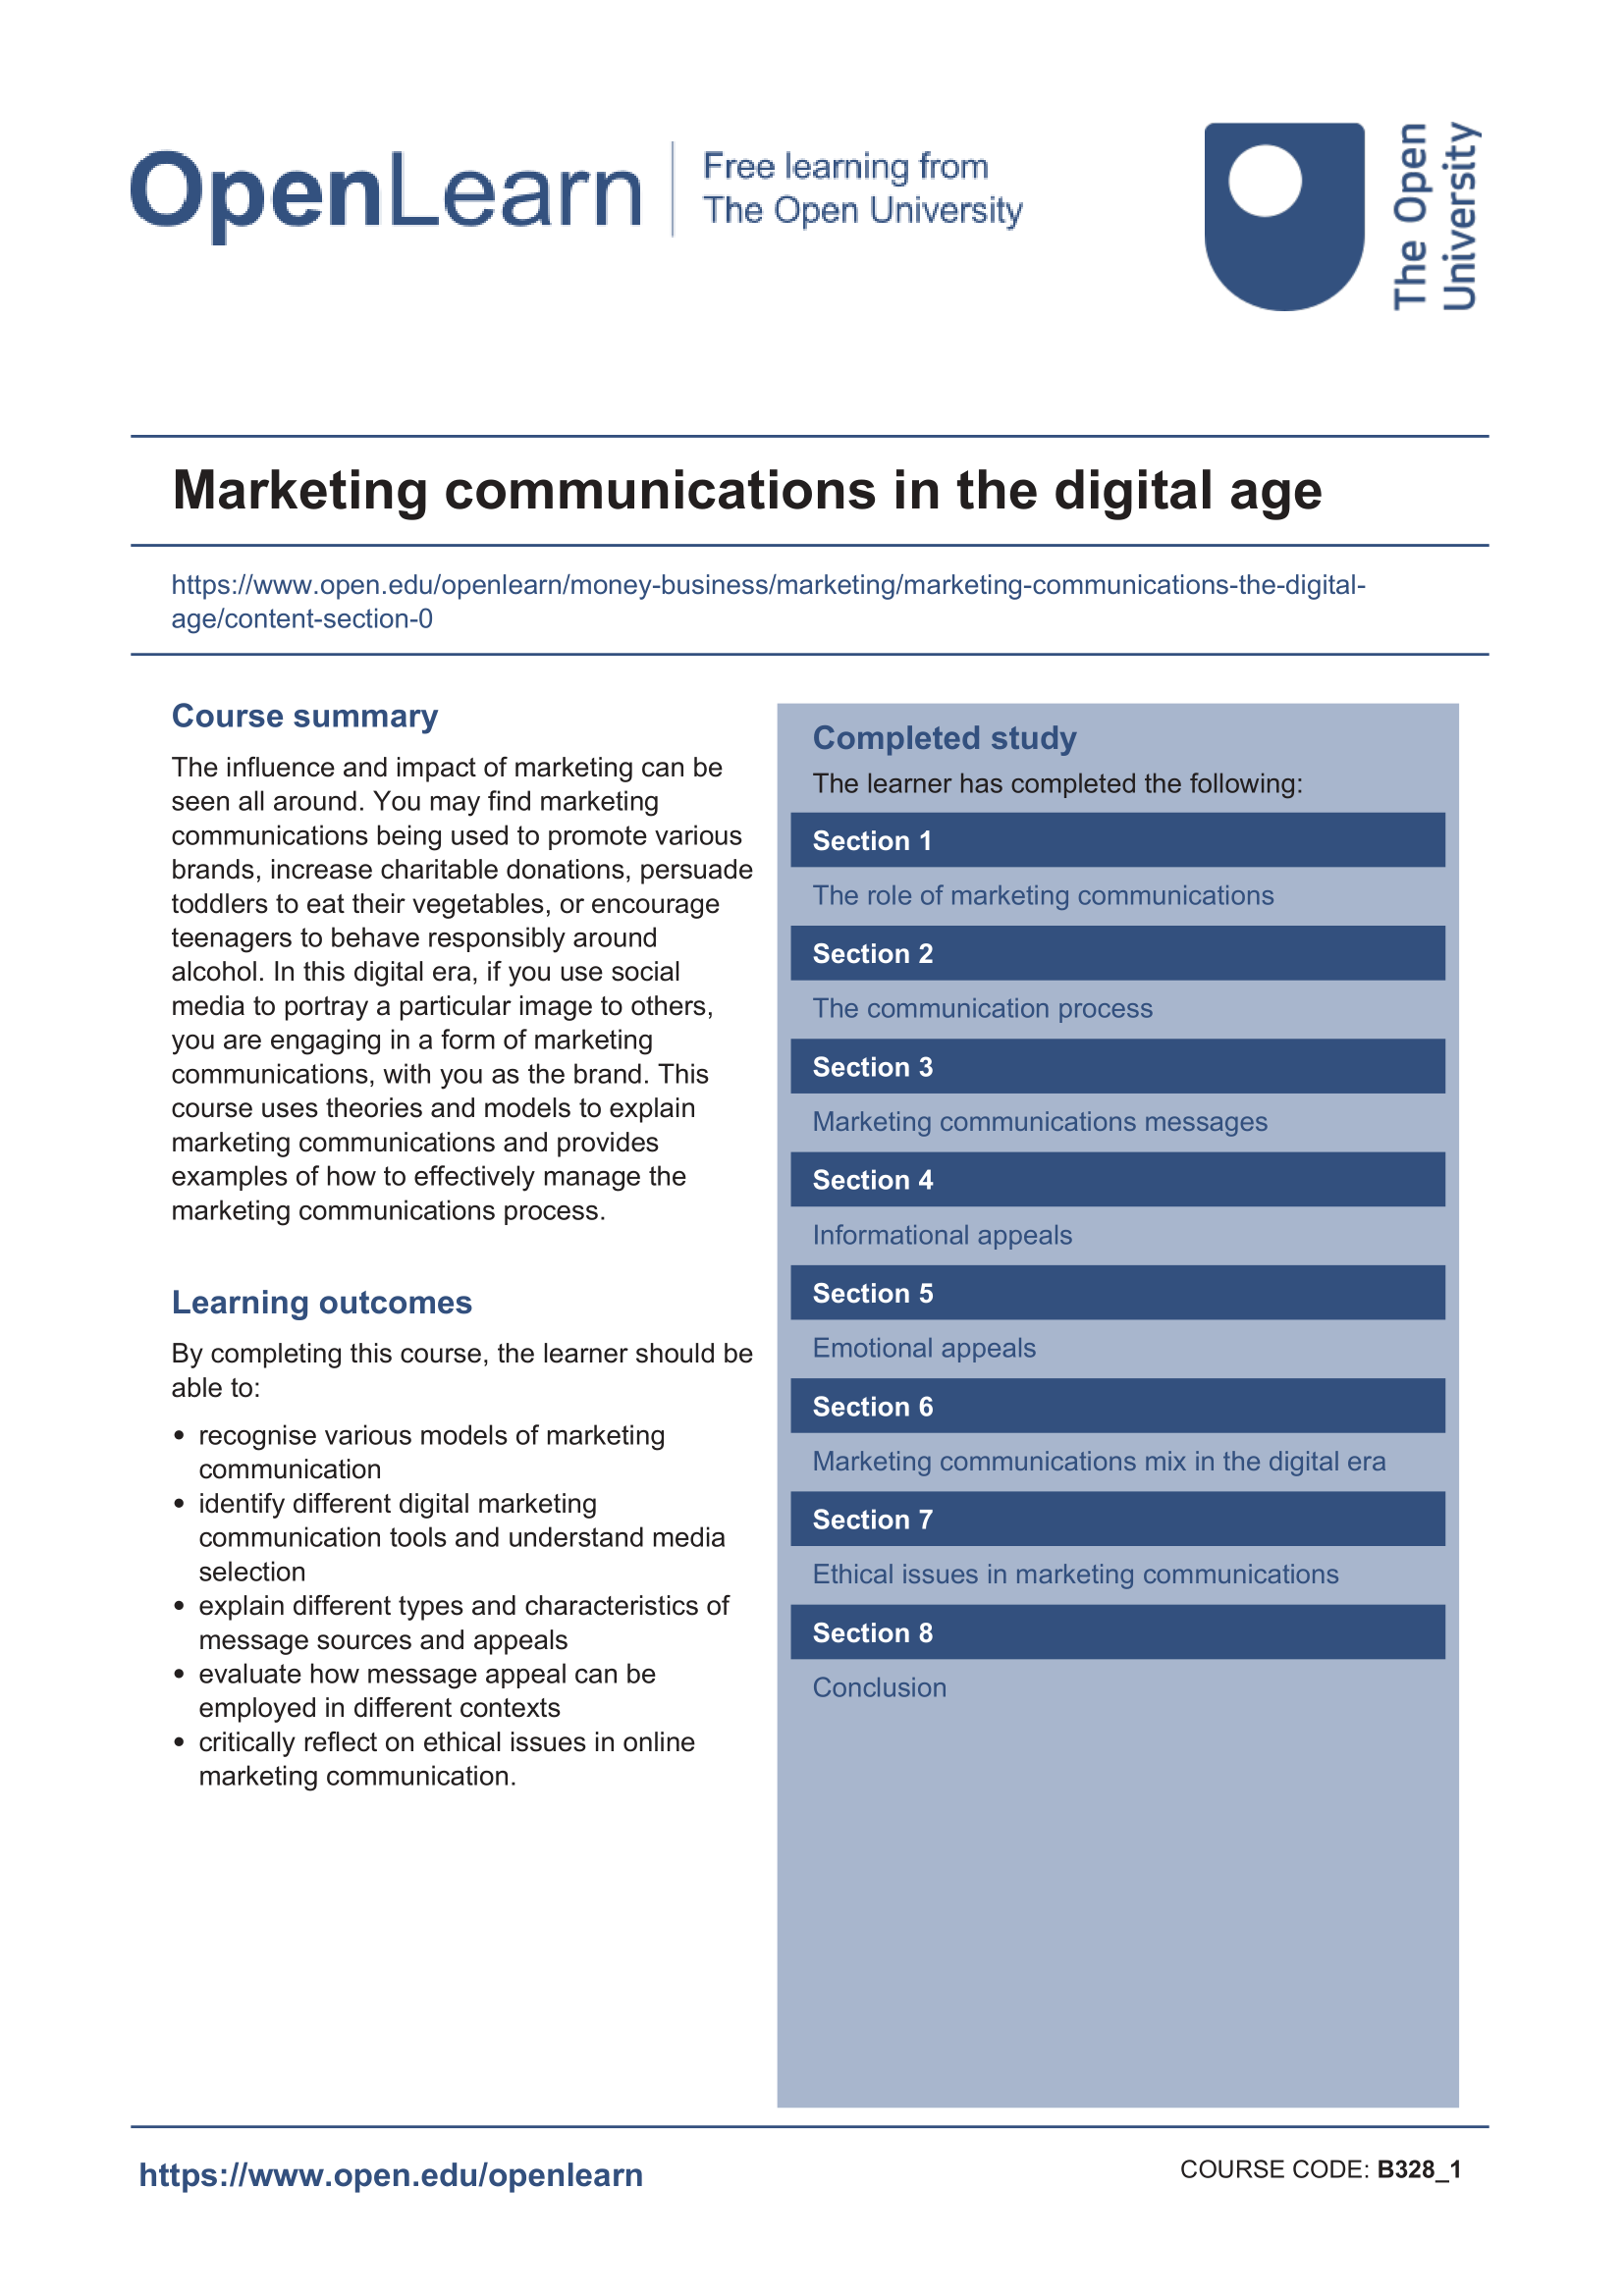 OpenLearn
Free learning from
The Open University
The Open
University
Marketing communications in the digital age
https://www.open.edu/openlearn/money-business/marketing/marketing-communications-the-digital-
age/content-section-0
Course summary
The influence and impact of marketing can be
seen all around. You may find marketing
communications being used to promote various
brands, increase charitable donations, persuade
toddlers to eat their vegetables, or encourage
teenagers to behave responsibly around
alcohol. In this digital era, if you use social
media to portray a particular image to others,
you are engaging in a form of marketing
communications, with you as the brand. This
course uses theories and models to explain
marketing communications and provides
examples of how to effectively manage the
marketing communications process.
Learning outcomes
By completing this course, the learner should be
able to:
• recognise various models of marketing
communication
• identify different digital marketing
communication tools and understand media
selection
• explain different types and characteristics of
message sources and appeals
• evaluate how message appeal can be
employed in different contexts
• critically reflect on ethical issues in online
marketing communication.
Completed study
The learner has completed the following:
Section 1
The role of marketing communications
Section 2
The communication process
Section 3
Marketing communications messages
Section 4
Informational appeals
Section 5
Emotional appeals
Section 6
Marketing communications mix in the digital era
Section 7
Ethical issues in marketing communications
Section 8
Conclusion
https://www.open.edu/openlearn
COURSE CODE: B328_1